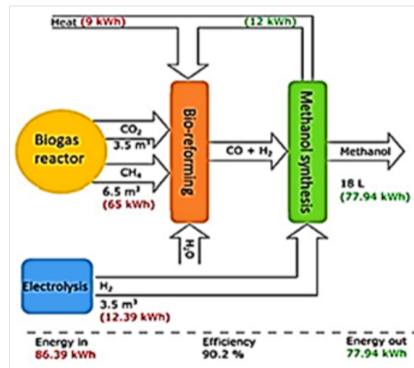 Heat (9 kWh)
(12 kWh)
Biogas
reactor
CO₂
3.5 m³
CH₄
6.5 m³
(65 kWh)
Bio-reforming
CO + H₂
Methanol synthesis
Methanol
18 L
(77.94 kWh)
H₂O
Electrolysis
H₂
3.5 m³
(12.39 kWh)
Energy in
86.39 kWh
Efficiency
90.2 %
Energy out
77.94 kWh